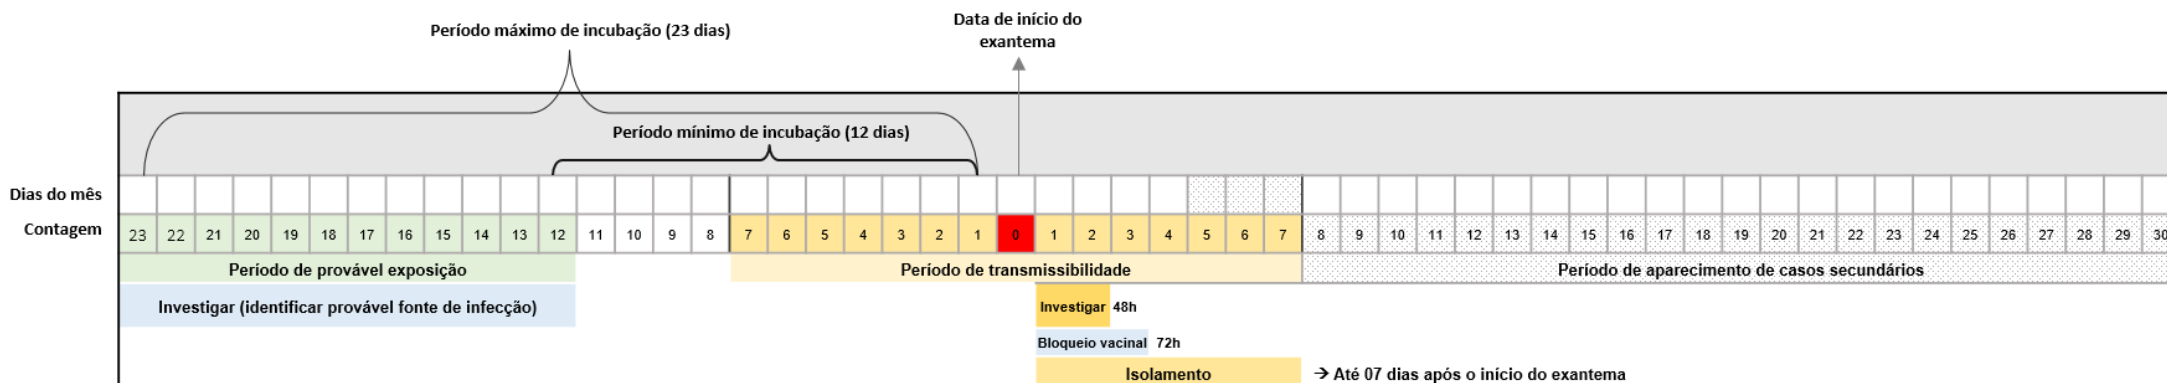 Data de início do
exantema
Período máximo de incubação (23 dias)
Período mínimo de incubação (12 dias)
Dias do mês
Contagem 23 22 21 20 19 18 17 16 15 14 13 12 11 10 9 8 7 6 5 4 3 2 1 0 1 2 3 4 5 6 7 8 9 10 11 12 13 14 15 16 17 18 19 20 21 22 23 24 25 26 27 28 29 30
Período de provável exposição Período de transmissibilidade Período de aparecimento de casos secundários
Investigar (identificar provável fonte de infecção) Investigar 48h
Bloqueio vacinal 72h
Isolamento → Até 07 dias após o início do exantema